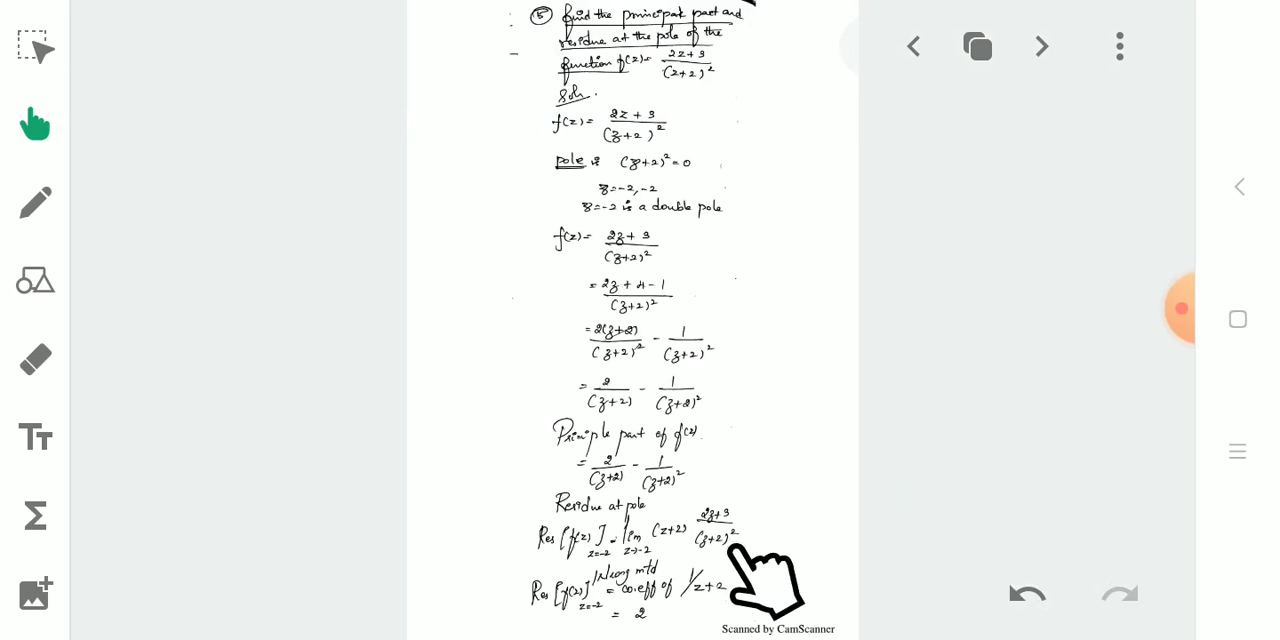 ⑤ find the principal part and
residue at the pole of the
function f(z)= (2z+3)/(z+2)²
Soln.
f(z)= (2z+3)/(z+2)²
pole is (z+2)²=0
z=-2,-2
z=-2 is a double pole
f(z)= (2z+3)/(z+2)²
= (2z+4-1)/(z+2)²
= 2(z+2)/(z+2)² - 1/(z+2)²
= 2/(z+2) - 1/(z+2)²
Principle part of f(z).
= 2/(z+2) - 1/(z+2)²
Residue at pole
Res[f(z)] z=-2 = lim z→-2 (z+2) (2z+3)/(z+2)²
Wrong mtd
Res[f(z)] z=-2 = co.eff of 1/z+2
= 2
Scanned by CamScanner
TT
Σ